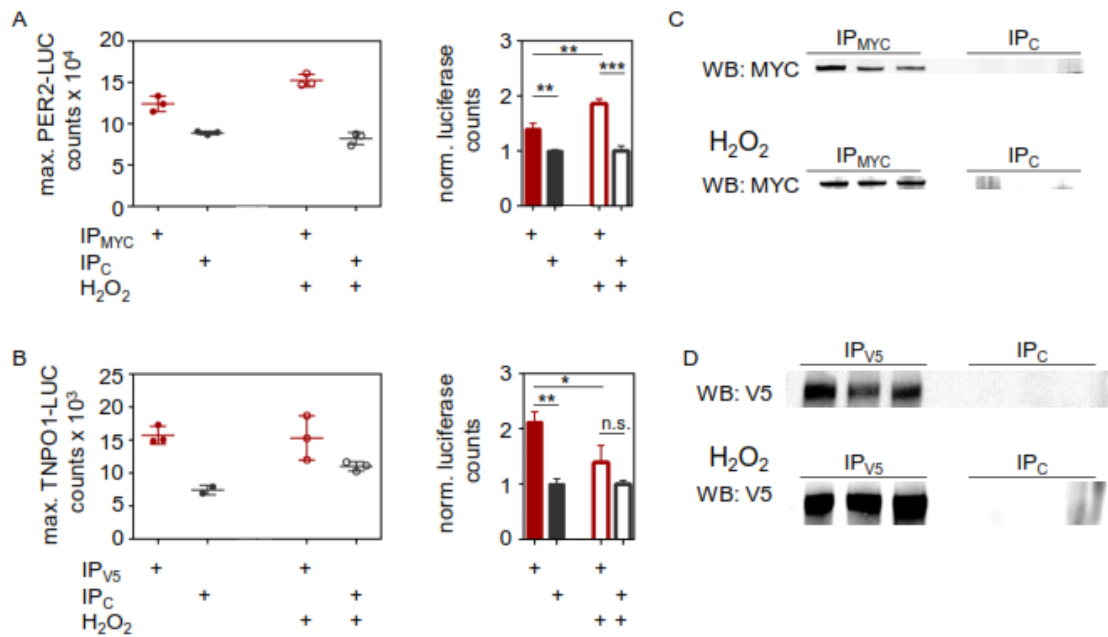 A
max. PER2-LUC
counts x 10⁴
20
15
10
5
0
IP_MYC + +
IP_C + +
H₂O₂ + +
norm. luciferase
counts
3
2
1
0
**
**
***
+ +
+ +
+ +
C
IP_MYC IP_C
WB: MYC
H₂O₂
IP_MYC IP_C
WB: MYC
B
max. TNPO1-LUC
counts x 10³
25
20
15
10
5
0
IP_V5 + +
IP_C + +
H₂O₂ + +
norm. luciferase
counts
3
2
1
0
*
**
n.s.
+ +
+ +
+ +
D
IP_V5 IP_C
WB: V5
H₂O₂
IP_V5 IP_C
WB: V5